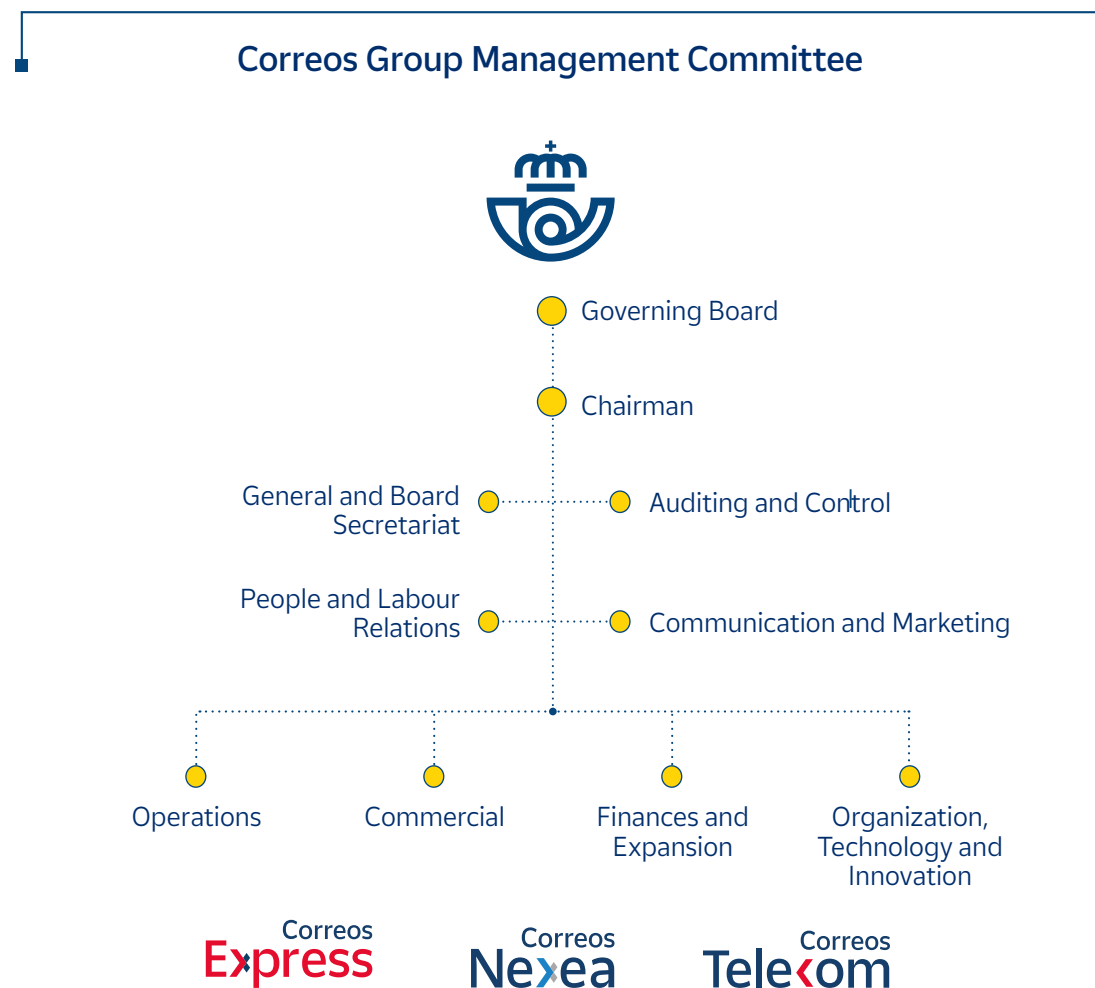 Correos Group Management Committee
Governing Board
Chairman
General and Board
Secretariat
Auditing and Control
People and Labour
Relations
Communication and Marketing
Operations
Commercial
Finances and
Expansion
Organization,
Technology and
Innovation
Correos
Express
Correos
Nexea
Correos
Telekom